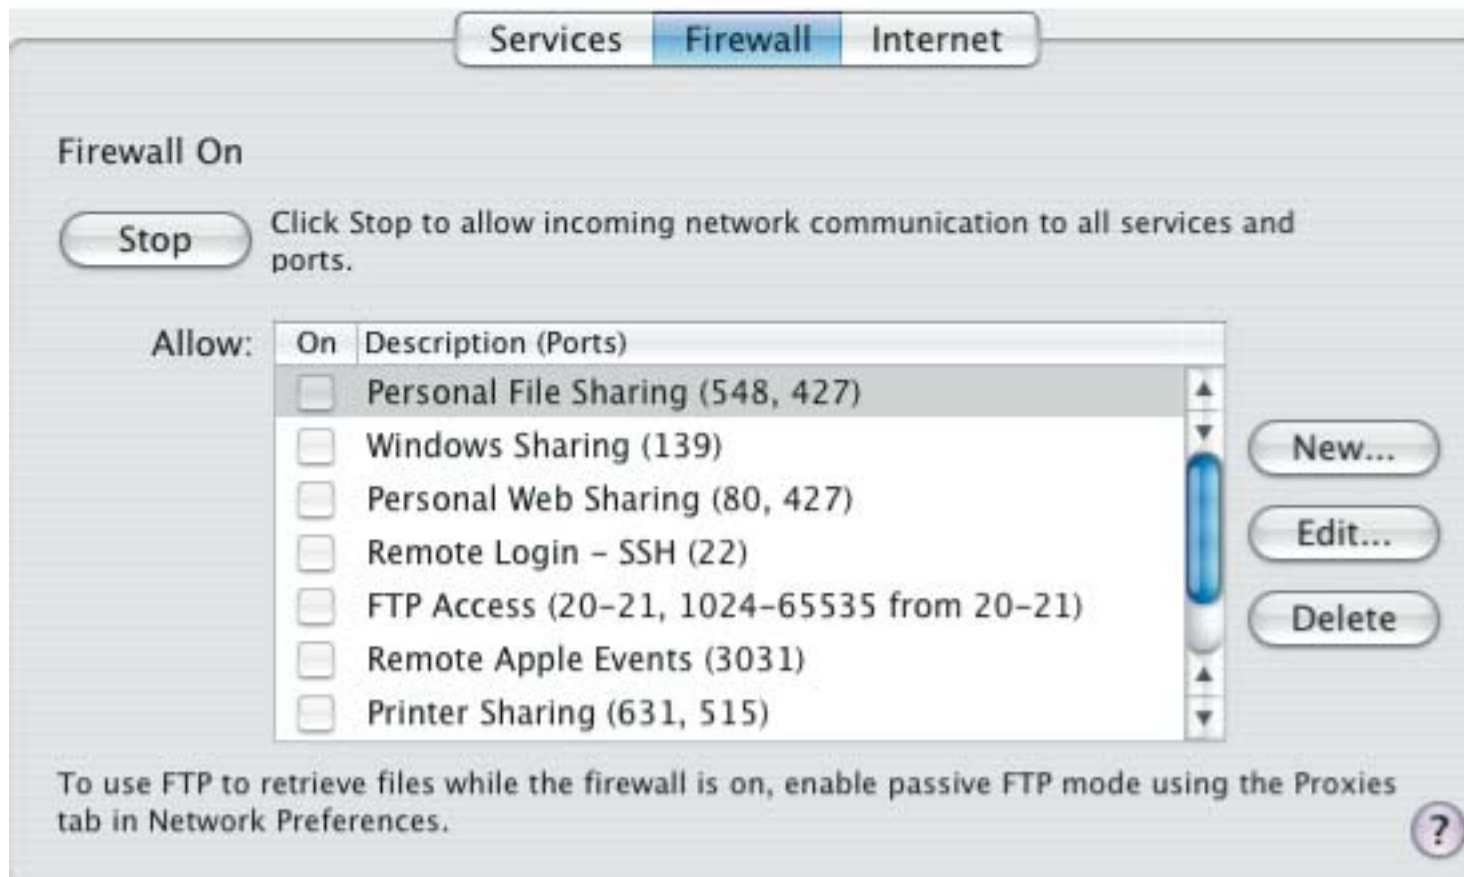 Services Firewall Internet
Firewall On
Stop
Click Stop to allow incoming network communication to all services and
ports.
Allow:
On Description (Ports)
Personal File Sharing (548, 427)
Windows Sharing (139)
Personal Web Sharing (80, 427)
Remote Login – SSH (22)
FTP Access (20–21, 1024–65535 from 20–21)
Remote Apple Events (3031)
Printer Sharing (631, 515)
New...
Edit...
Delete
To use FTP to retrieve files while the firewall is on, enable passive FTP mode using the Proxies
tab in Network Preferences.
?